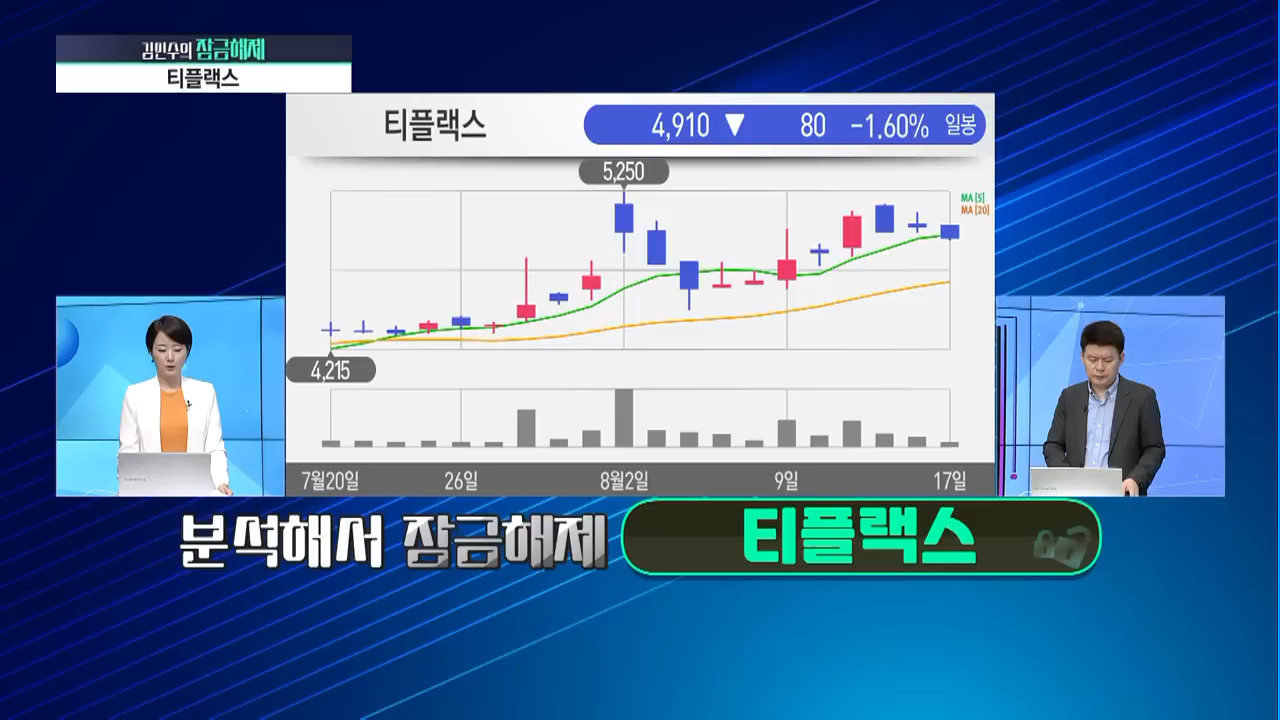 김민수의 잠금해제
티플랙스
티플랙스 4,910 ▼ 80 -1.60% 일봉
5,250
MA [5]
MA [20]
4,215
7월20일 26일 8월2일 9일 17일
분석해서 잠금해제 티플랙스